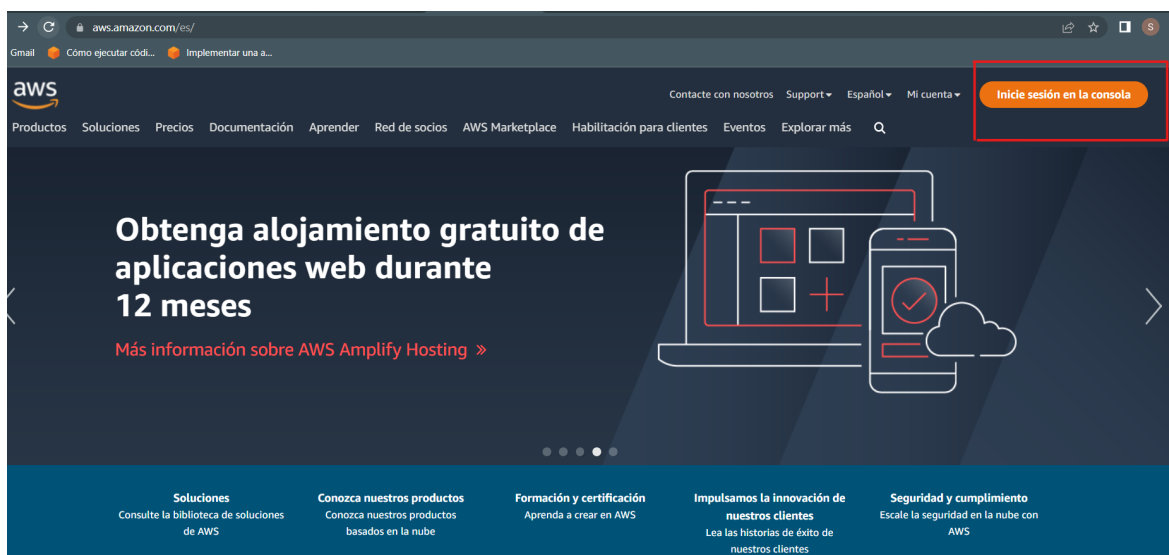 aws.amazon.com/es/
S
Gmail Cómo ejecutar códi... Implementar una a...
aws
Contacte con nosotros Support Español Mi cuenta Inicie sesión en la consola
Productos Soluciones Precios Documentación Aprender Red de socios AWS Marketplace Habilitación para clientes Eventos Explorar más
Obtenga alojamiento gratuito de
aplicaciones web durante
12 meses
Más información sobre AWS Amplify Hosting »
Soluciones
Consulte la biblioteca de soluciones
de AWS
Conozca nuestros productos
Conozca nuestros productos
basados en la nube
Formación y certificación
Aprenda a crear en AWS
Impulsamos la innovación de
nuestros clientes
Lea las historias de éxito de
nuestros clientes
Seguridad y cumplimiento
Escale la seguridad en la nube con
AWS